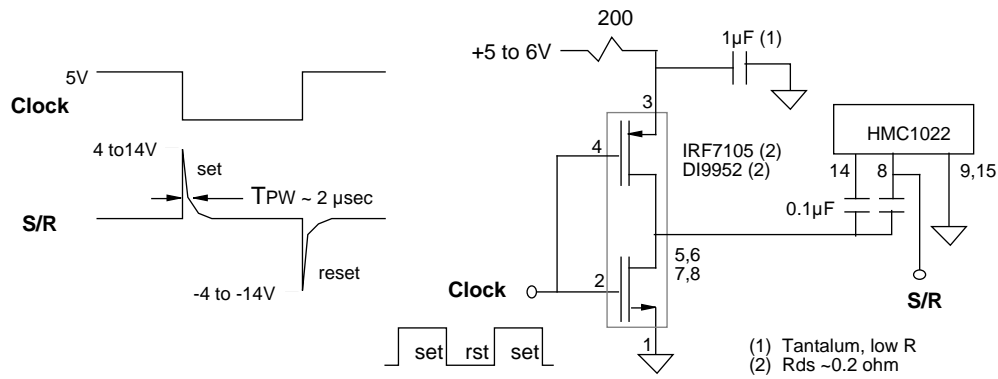 5V
Clock
4 to14V
set
TPW ~ 2 µsec
S/R
reset
-4 to -14V
200
+5 to 6V
1µF (1)
3
4
IRF7105 (2)
DI9952 (2)
HMC1022
14
8
9,15
0.1µF
5,6
7,8
2
Clock
S/R
1
set rst set
(1) Tantalum, low R
(2) Rds ~0.2 ohm